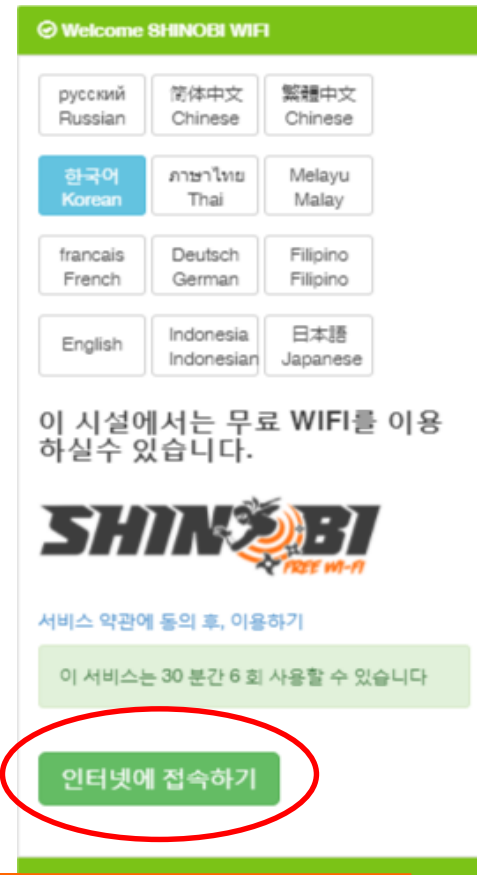 Welcome SHINOBI WIFI
русский
Russian
简体中文
Chinese
繁體中文
Chinese
한국어
Korean
ภาษาไทย
Thai
Melayu
Malay
francais
French
Deutsch
German
Filipino
Filipino
English
Indonesia
Indonesian
日本語
Japanese
이 시설에서는 무료 WIFI를 이용
하실수 있습니다.
SHINOBI
FREE WI-FI
서비스 약관에 동의 후, 이용하기
이 서비스는 30 분간 6 회 사용할 수 있습니다
인터넷에 접속하기